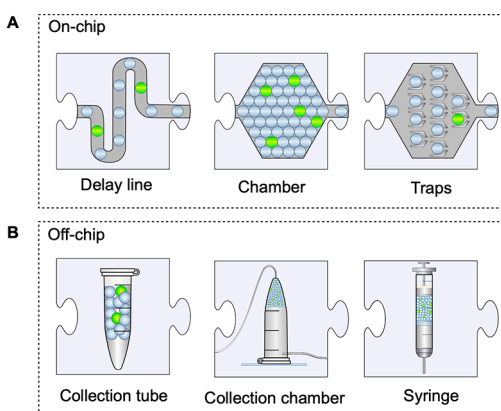 A
On-chip
Delay line
Chamber
Traps
B
Off-chip
Collection tube
Collection chamber
Syringe